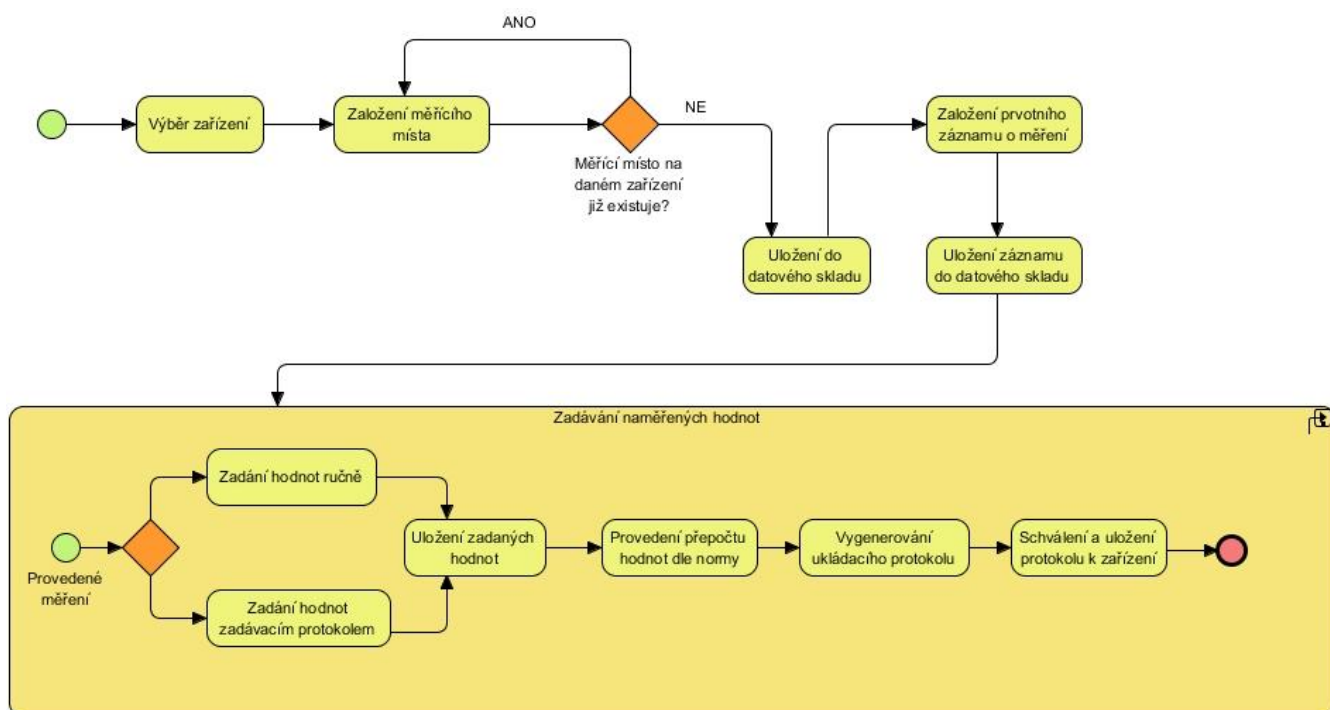 ANO
NE
Výběr zařízení
Založení měřícího
místa
Měřící místo na
daném zařízení
již existuje?
Založení prvotního
záznamu o měření
Uložení do
datového skladu
Uložení záznamu
do datového skladu
Zadávání naměřených hodnot
Provedené
měření
Zadání hodnot ručně
Zadání hodnot
zadávacím protokolem
Uložení zadaných
hodnot
Provedení přepočtu
hodnot dle normy
Vygenerování
ukládacího protokolu
Schválení a uložení
protokolu k zařízení